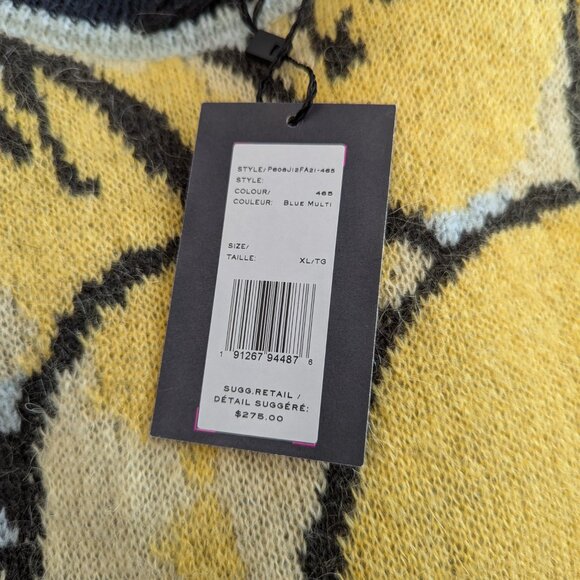 STYLE/ P606J12FA21-465
STYLE:
COLOUR/ 465
COULEUR: BLUE MULTI
SIZE/
TAILLE: XL/TG
1 91267 94487 6
SUGG.RETAIL /
DÉTAIL SUGGÉRÉ:
$275.00